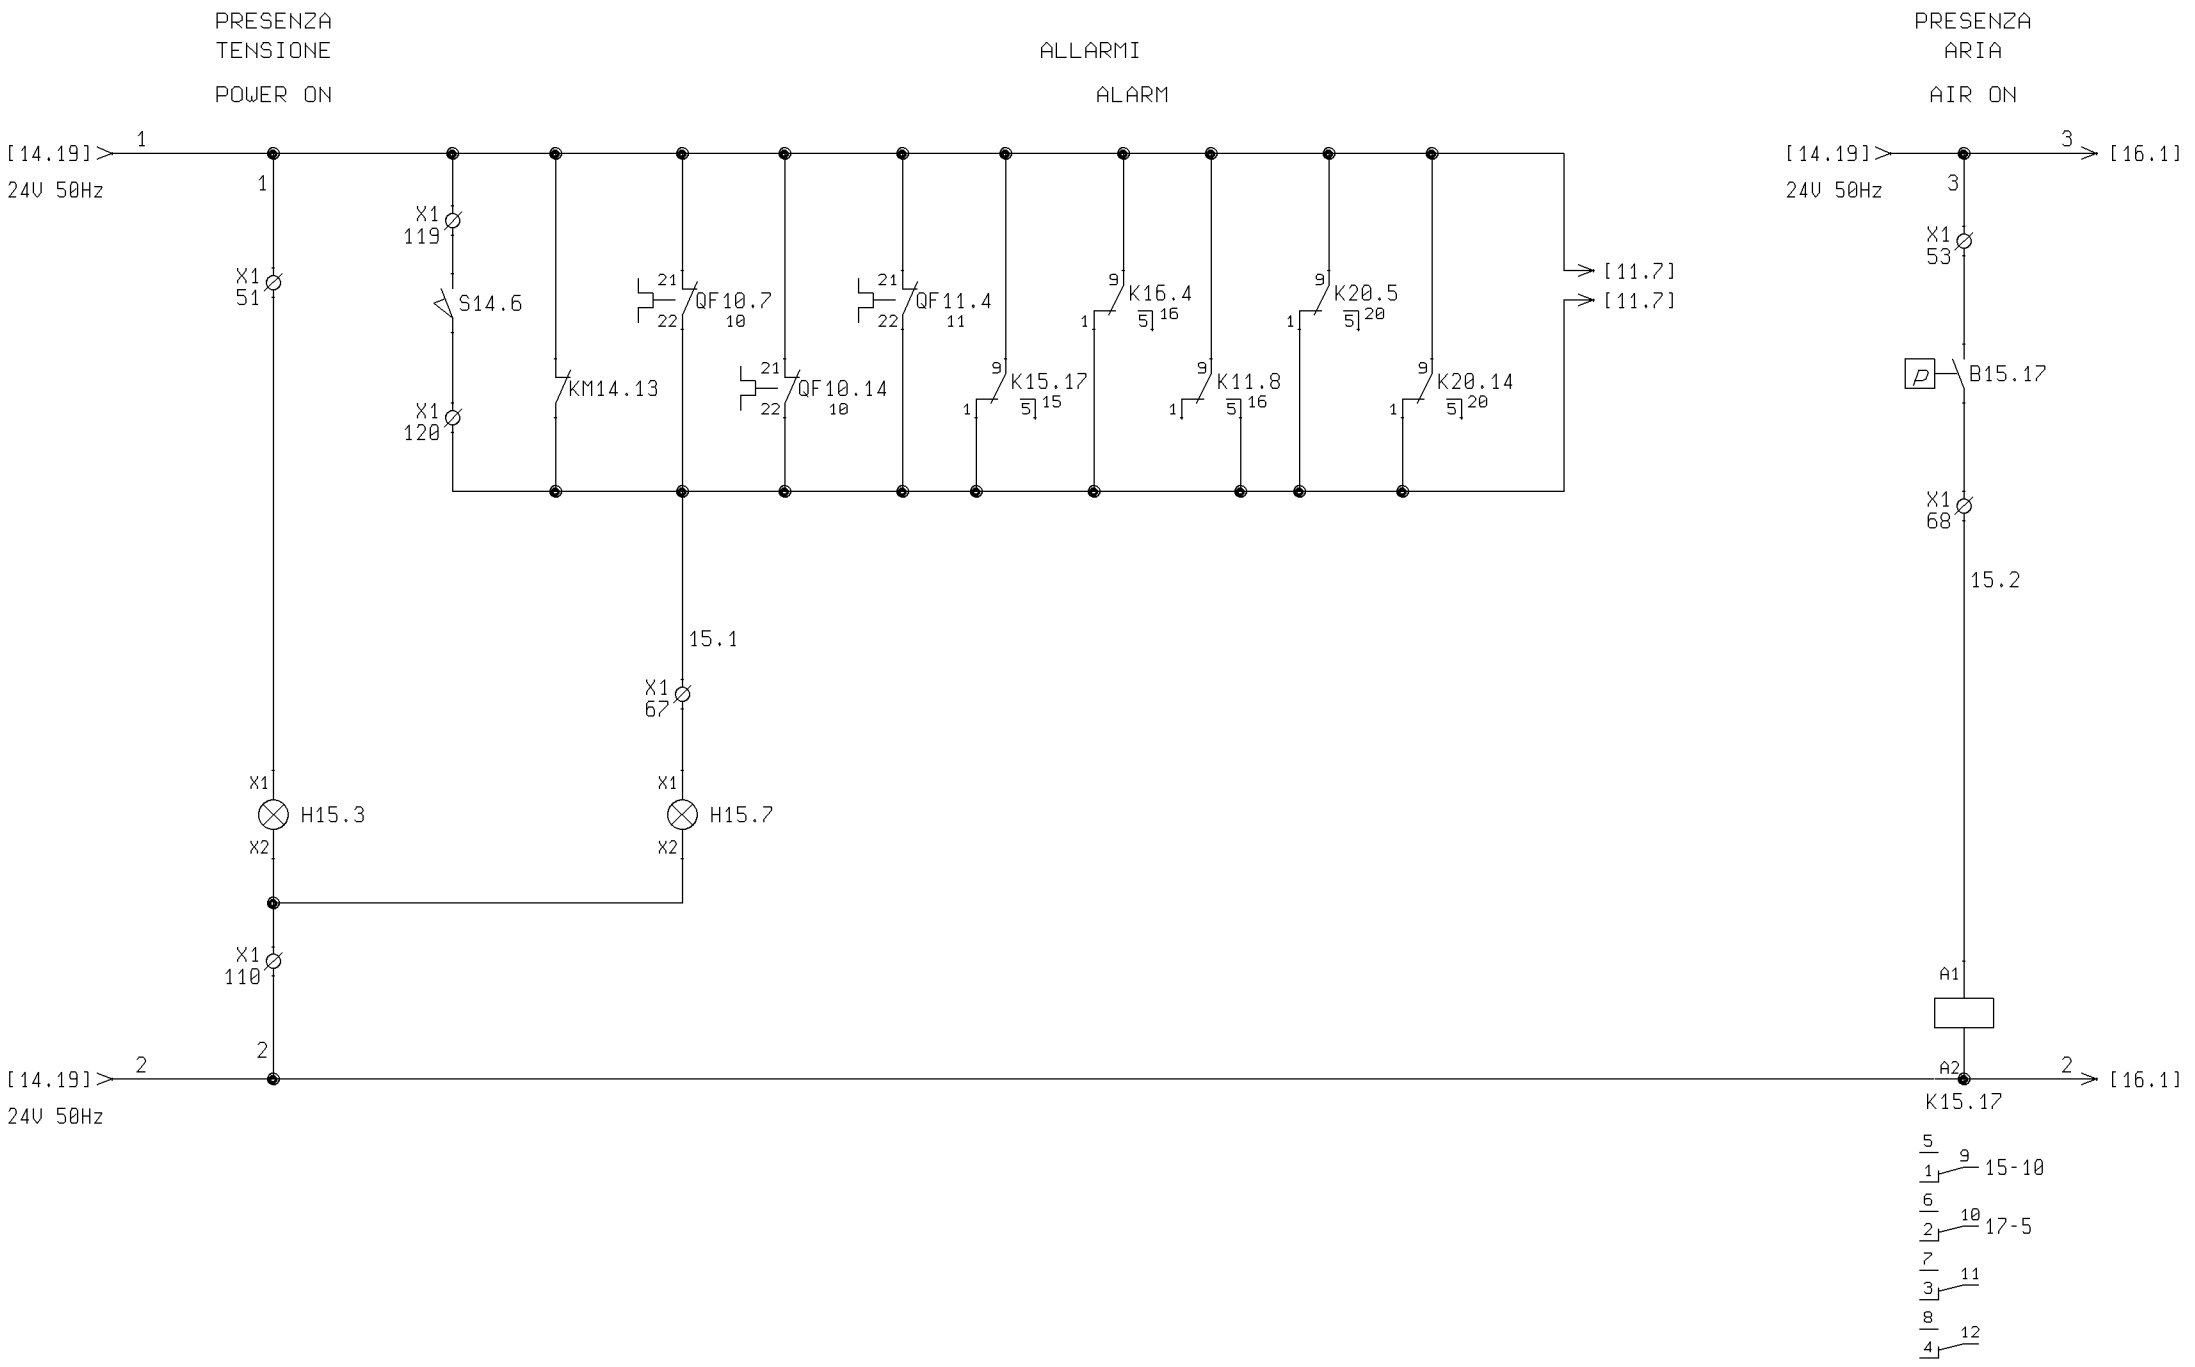 PRESENZA
TENSIONE
POWER ON
ALLARMI
ALARM
PRESENZA
ARIA
AIR ON
[14.19]
1
24V 50Hz
1
[14.19]
24V 50Hz
3
[16.1]
3
X1
119
X1
51
S14.6
X1
120
KM14.13
21
QF10.7
22
10
21
QF10.14
22
10
21
QF11.4
22
11
9
K15.17
1
5
15
9
K16.4
1
5
16
9
K11.8
1
5
16
9
K20.5
1
5
20
9
K20.14
1
5
20
[11.7]
[11.7]
X1
53
B15.17
p
X1
68
15.2
15.1
X1
67
X1
H15.3
X2
X1
H15.7
X2
X1
110
2
[14.19]
2
24V 50Hz
A1
A2
2
[16.1]
K15.17
5
1
9
15-10
6
2
10
17-5
7
3
11
8
4
12